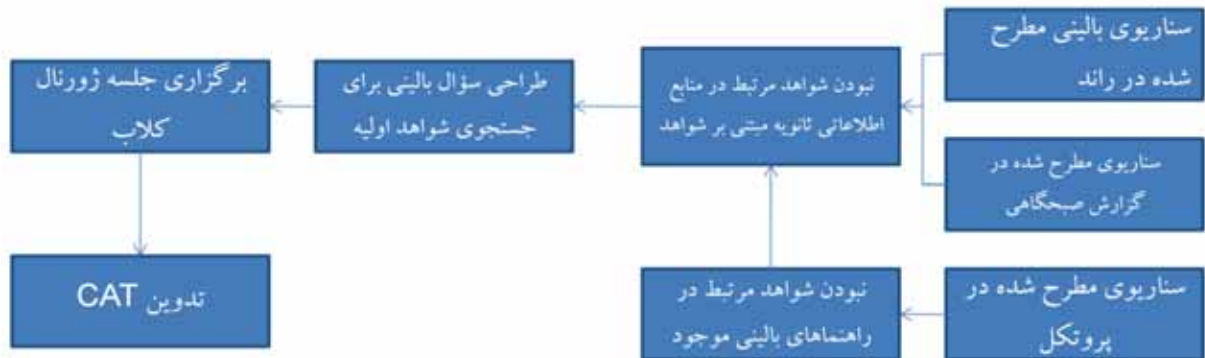 سناریوی بالینی مطرح
شده در راند
سناریوی مطرح شده در
گزارش صبحگاهی
نبودن شواهد مرتبط در منابع
اطلاعاتی ثانویه مبتنی بر شواهد
طراحی سؤال بالینی برای
جستجوی شواهد اولیه
برگزاری جلسه ژورنال
کلاب
سناریوی مطرح شده در
پروتکل
نبودن شواهد مرتبط در
راهنماهای بالینی موجود
تدوین CAT